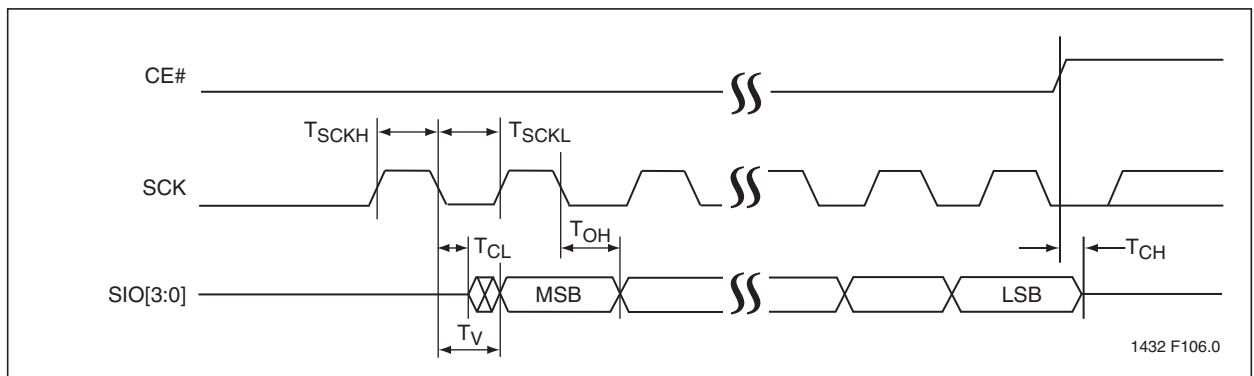 CE#
TSCKH
TSCKL
SCK
TOH
TCL
TCH
SIO[3:0]
MSB
LSB
TV
1432 F106.0